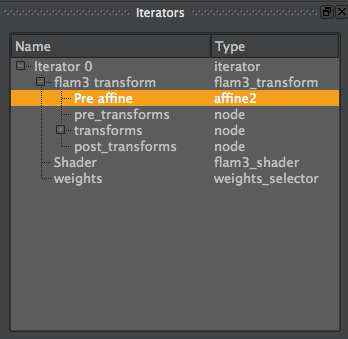 Iterators
Name Type
Iterator 0 iterator
flam3 transform flam3_transform
Pre affine affine2
pre_transforms node
transforms node
post_transforms node
Shader flam3_shader
weights weights_selector